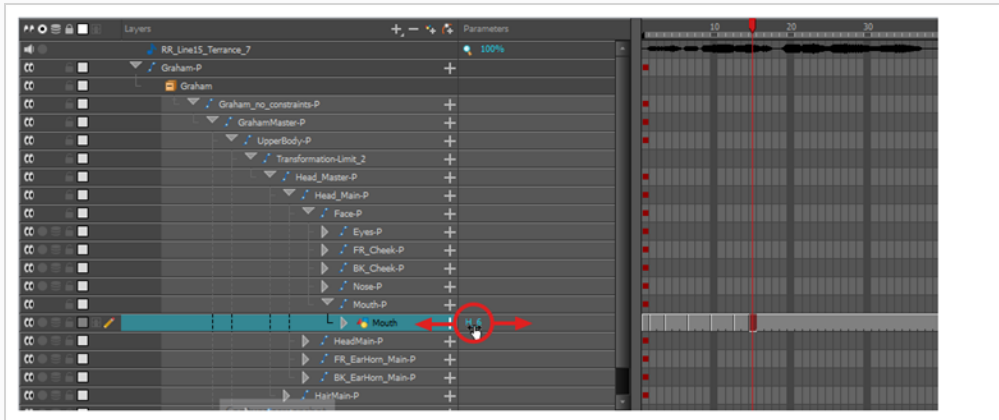 Layers Parameters 10 20 30
RR_Line15_Terrance_7 100%
Graham-P
Graham
Graham_no_constraints-P
GrahamMaster-P
UpperBody-P
Transformation-Limit_2
Head_Master-P
Head_Main-P
Face-P
Eyes-P
FR_Cheek-P
BK_Cheek-P
Nose-P
Mouth-P
Mouth
HeadMain-P
FR_EarHorn_Main-P
BK_EarHorn_Main-P
HairMain-P